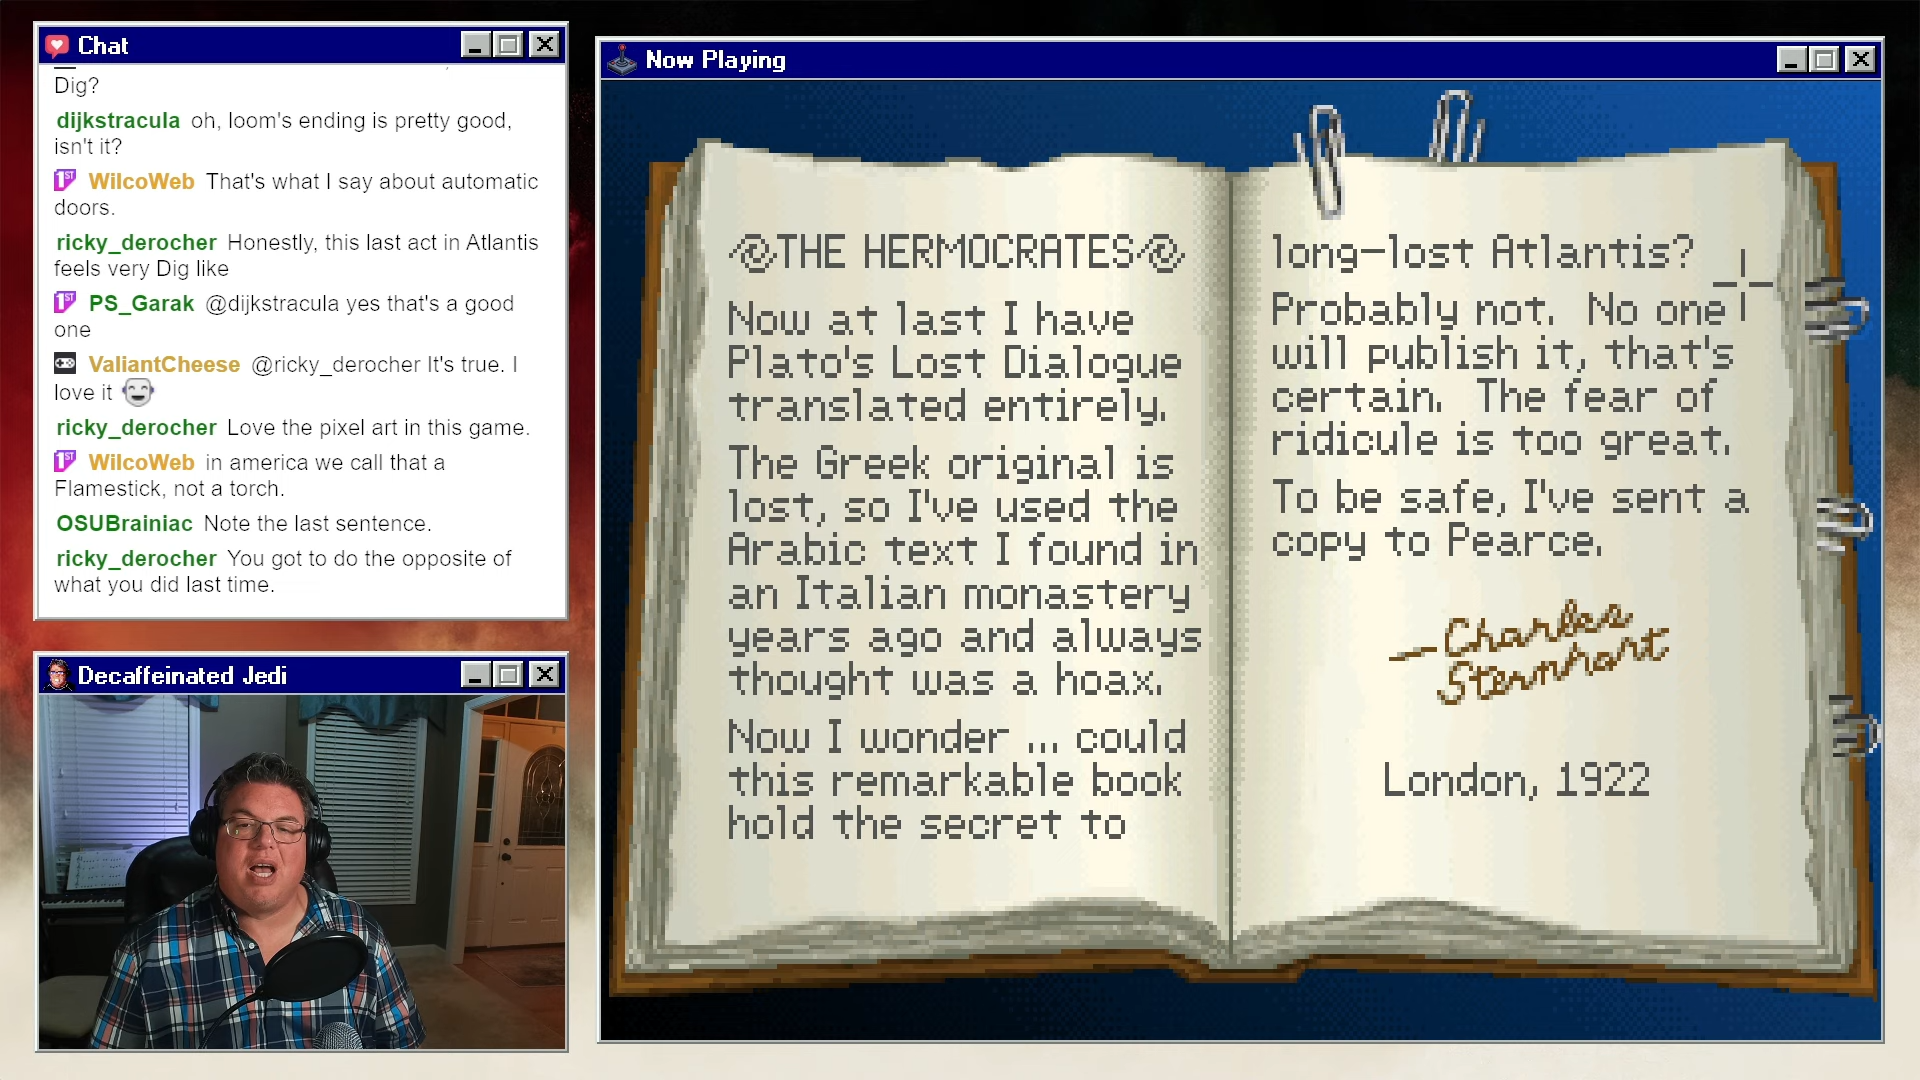 Chat
Dig?
dijkstracula oh, loom's ending is pretty good,
isn't it?
1ST WilcoWeb That's what I say about automatic
doors.
ricky_derocher Honestly, this last act in Atlantis
feels very Dig like
1ST PS_Garak @dijkstracula yes that's a good
one
ValiantCheese @ricky_derocher It's true. I
love it
ricky_derocher Love the pixel art in this game.
1ST WilcoWeb in america we call that a
Flamestick, not a torch.
OSUBrainiac Note the last sentence.
ricky_derocher You got to do the opposite of
what you did last time.
Decaffeinated Jedi
Now Playing
THE HERMOCRATES
Now at last I have
Plato's Lost Dialogue
translated entirely.
The Greek original is
lost, so I've used the
Arabic text I found in
an Italian monastery
years ago and always
thought was a hoax.
Now I wonder ... could
this remarkable book
hold the secret to
long-lost Atlantis?
Probably not. No one
will publish it, that's
certain. The fear of
ridicule is too great.
To be safe, I've sent a
copy to Pearce.
—Charles
Sternhart
London, 1922